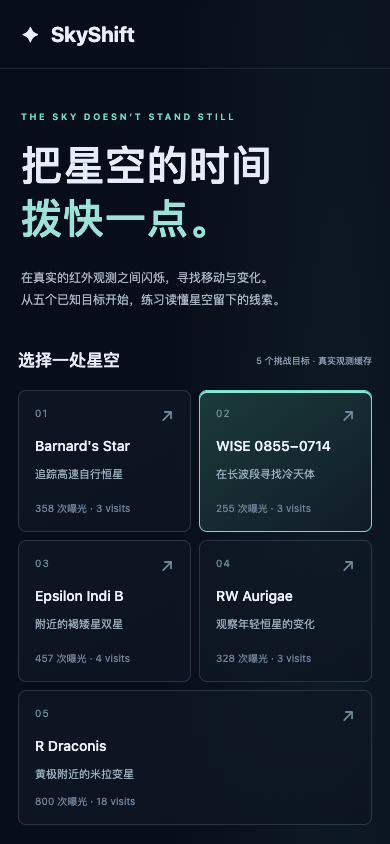 SkyShift
THE SKY DOESN'T STAND STILL
把星空的时间
拨快一点。
在真实的红外观测之间闪烁，寻找移动与变化。
从五个已知目标开始，练习读懂星空留下的线索。
选择一处星空
5 个挑战目标 · 真实观测缓存
01
Barnard's Star
追踪高速自行恒星
358 次曝光 · 3 visits
02
WISE 0855−0714
在长波段寻找冷天体
255 次曝光 · 3 visits
03
Epsilon Indi B
附近的褐矮星双星
457 次曝光 · 4 visits
04
RW Aurigae
观察年轻恒星的变化
328 次曝光 · 3 visits
05
R Draconis
黄极附近的米拉变星
800 次曝光 · 18 visits